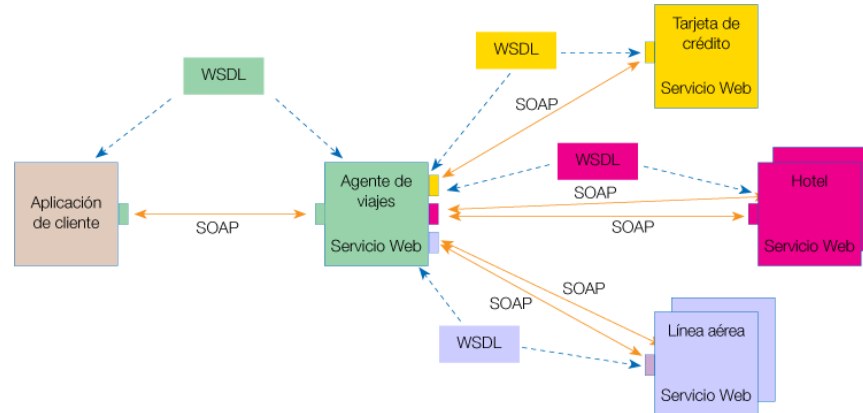 Tarjeta de
crédito
Servicio Web
WSDL
WSDL
SOAP
WSDL
Aplicación
de cliente
SOAP
Agente de
viajes
Servicio Web
SOAP
SOAP
Hotel
Servicio Web
SOAP
SOAP
WSDL
Línea aérea
Servicio Web